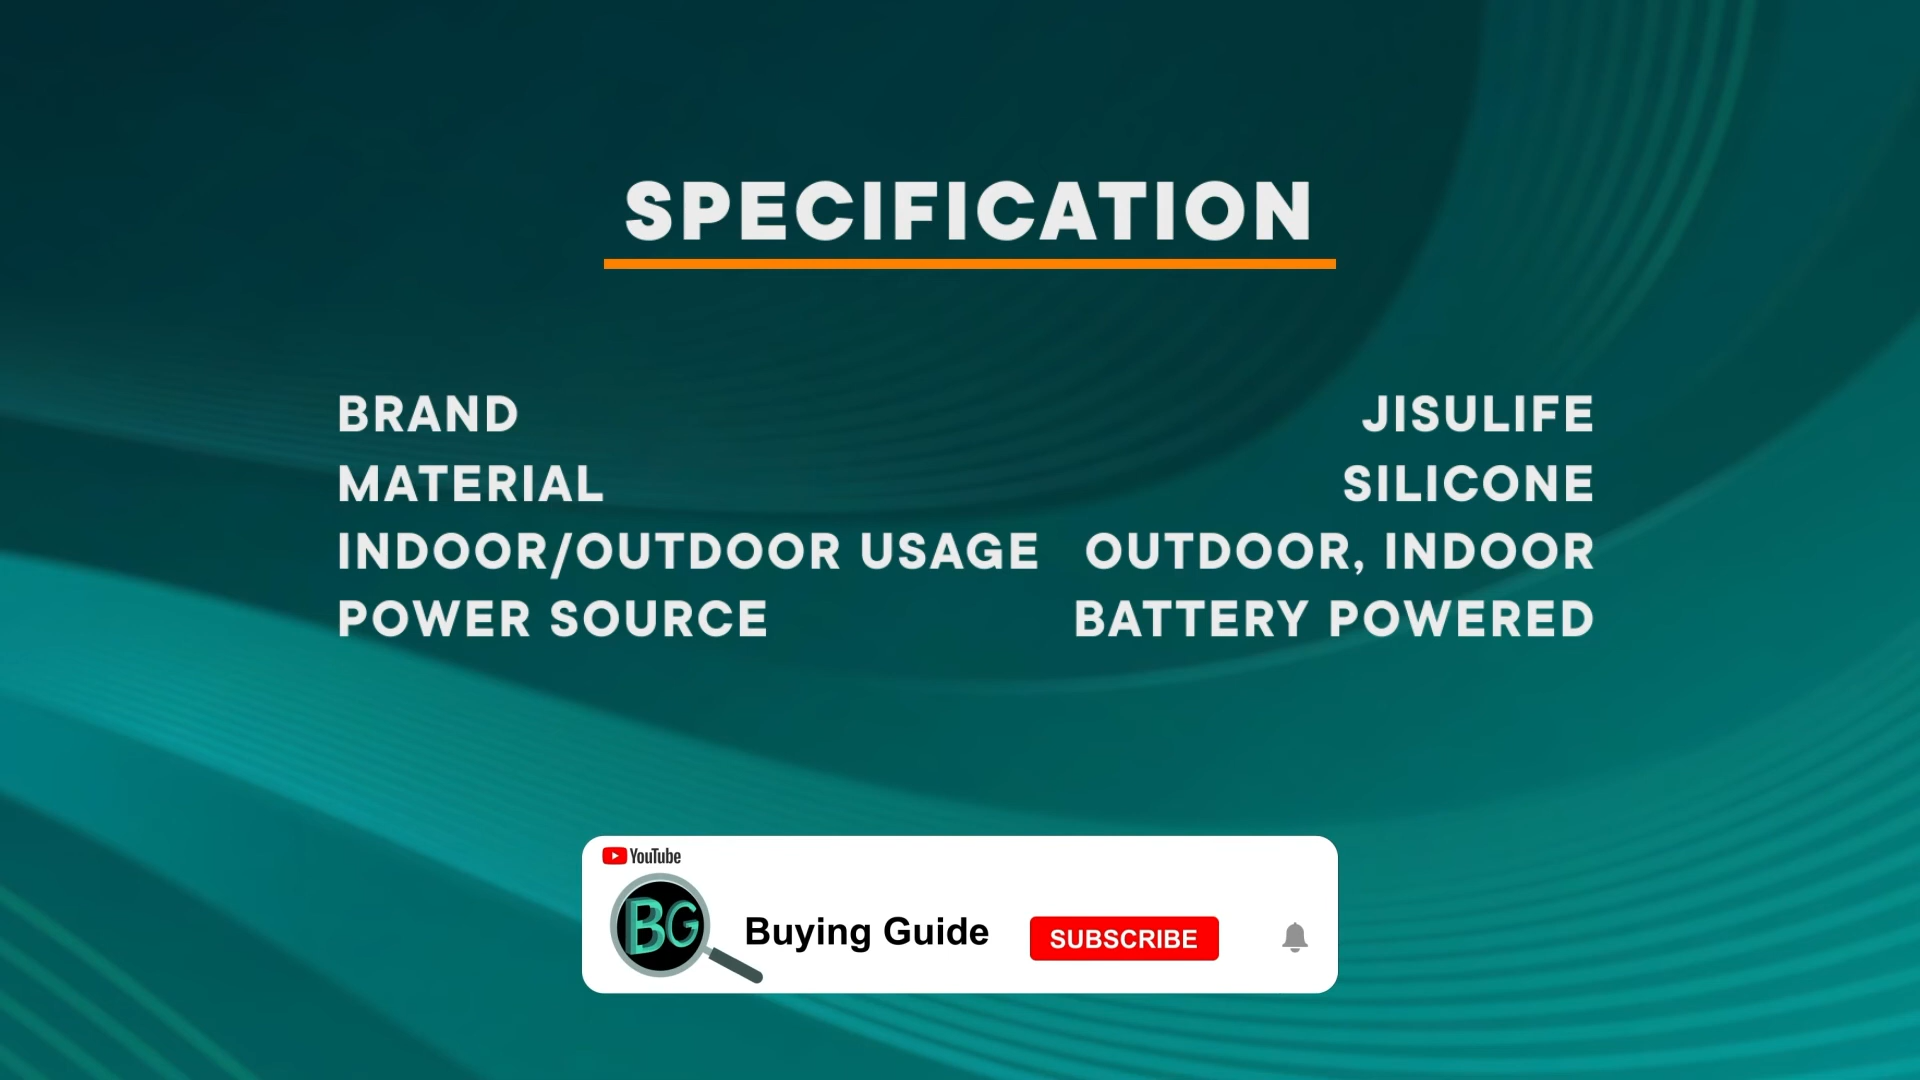 SPECIFICATION
BRAND JISULIFE
MATERIAL SILICONE
INDOOR/OUTDOOR USAGE OUTDOOR, INDOOR
POWER SOURCE BATTERY POWERED
YouTube
BG Buying Guide SUBSCRIBE